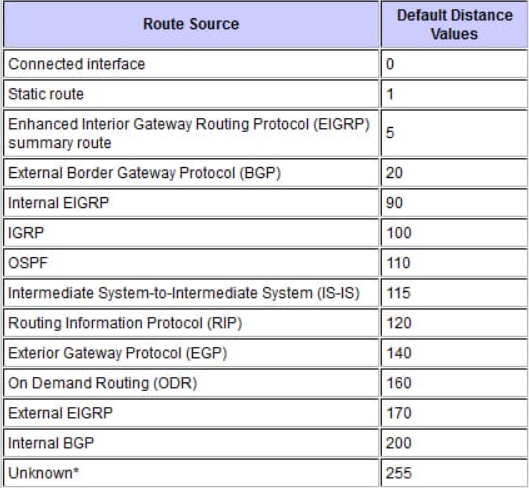 Route Source Default Distance
Values
Connected interface 0
Static route 1
Enhanced Interior Gateway Routing Protocol (EIGRP)
summary route 5
External Border Gateway Protocol (BGP) 20
Internal EIGRP 90
IGRP 100
OSPF 110
Intermediate System-to-Intermediate System (IS-IS) 115
Routing Information Protocol (RIP) 120
Exterior Gateway Protocol (EGP) 140
On Demand Routing (ODR) 160
External EIGRP 170
Internal BGP 200
Unknown* 255